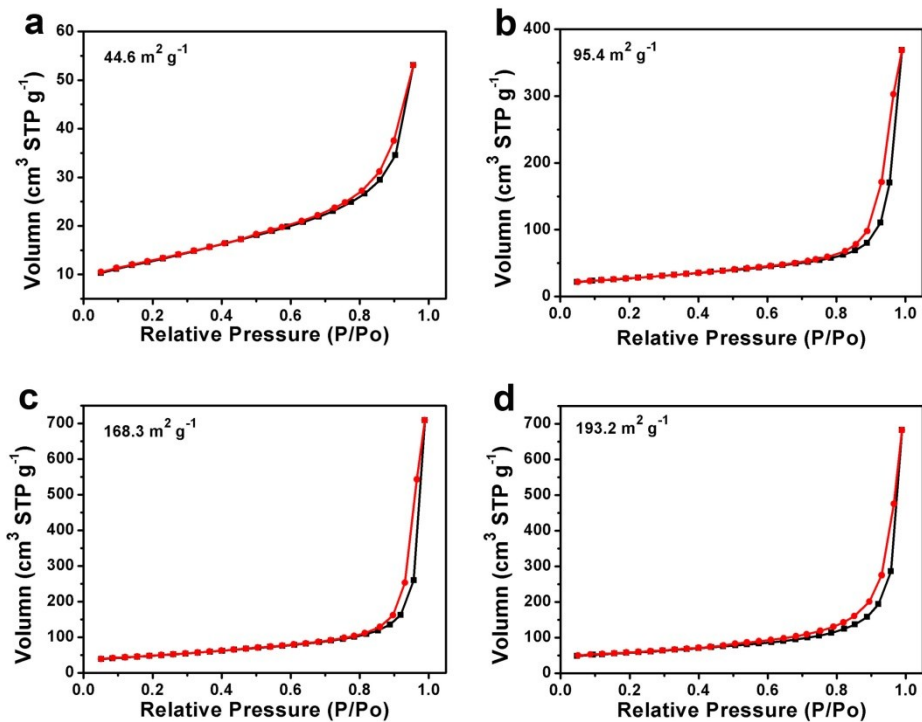 a
44.6 m² g⁻¹
Volumn (cm³ STP g⁻¹)
60
50
40
30
20
10
0.0 0.2 0.4 0.6 0.8 1.0
Relative Pressure (P/Po)
b
95.4 m² g⁻¹
Volumn (cm³ STP g⁻¹)
400
300
200
100
0
0.0 0.2 0.4 0.6 0.8 1.0
Relative Pressure (P/Po)
c
168.3 m² g⁻¹
Volumn (cm³ STP g⁻¹)
700
600
500
400
300
200
100
0
0.0 0.2 0.4 0.6 0.8 1.0
Relative Pressure (P/Po)
d
193.2 m² g⁻¹
Volumn (cm³ STP g⁻¹)
700
600
500
400
300
200
100
0
0.0 0.2 0.4 0.6 0.8 1.0
Relative Pressure (P/Po)